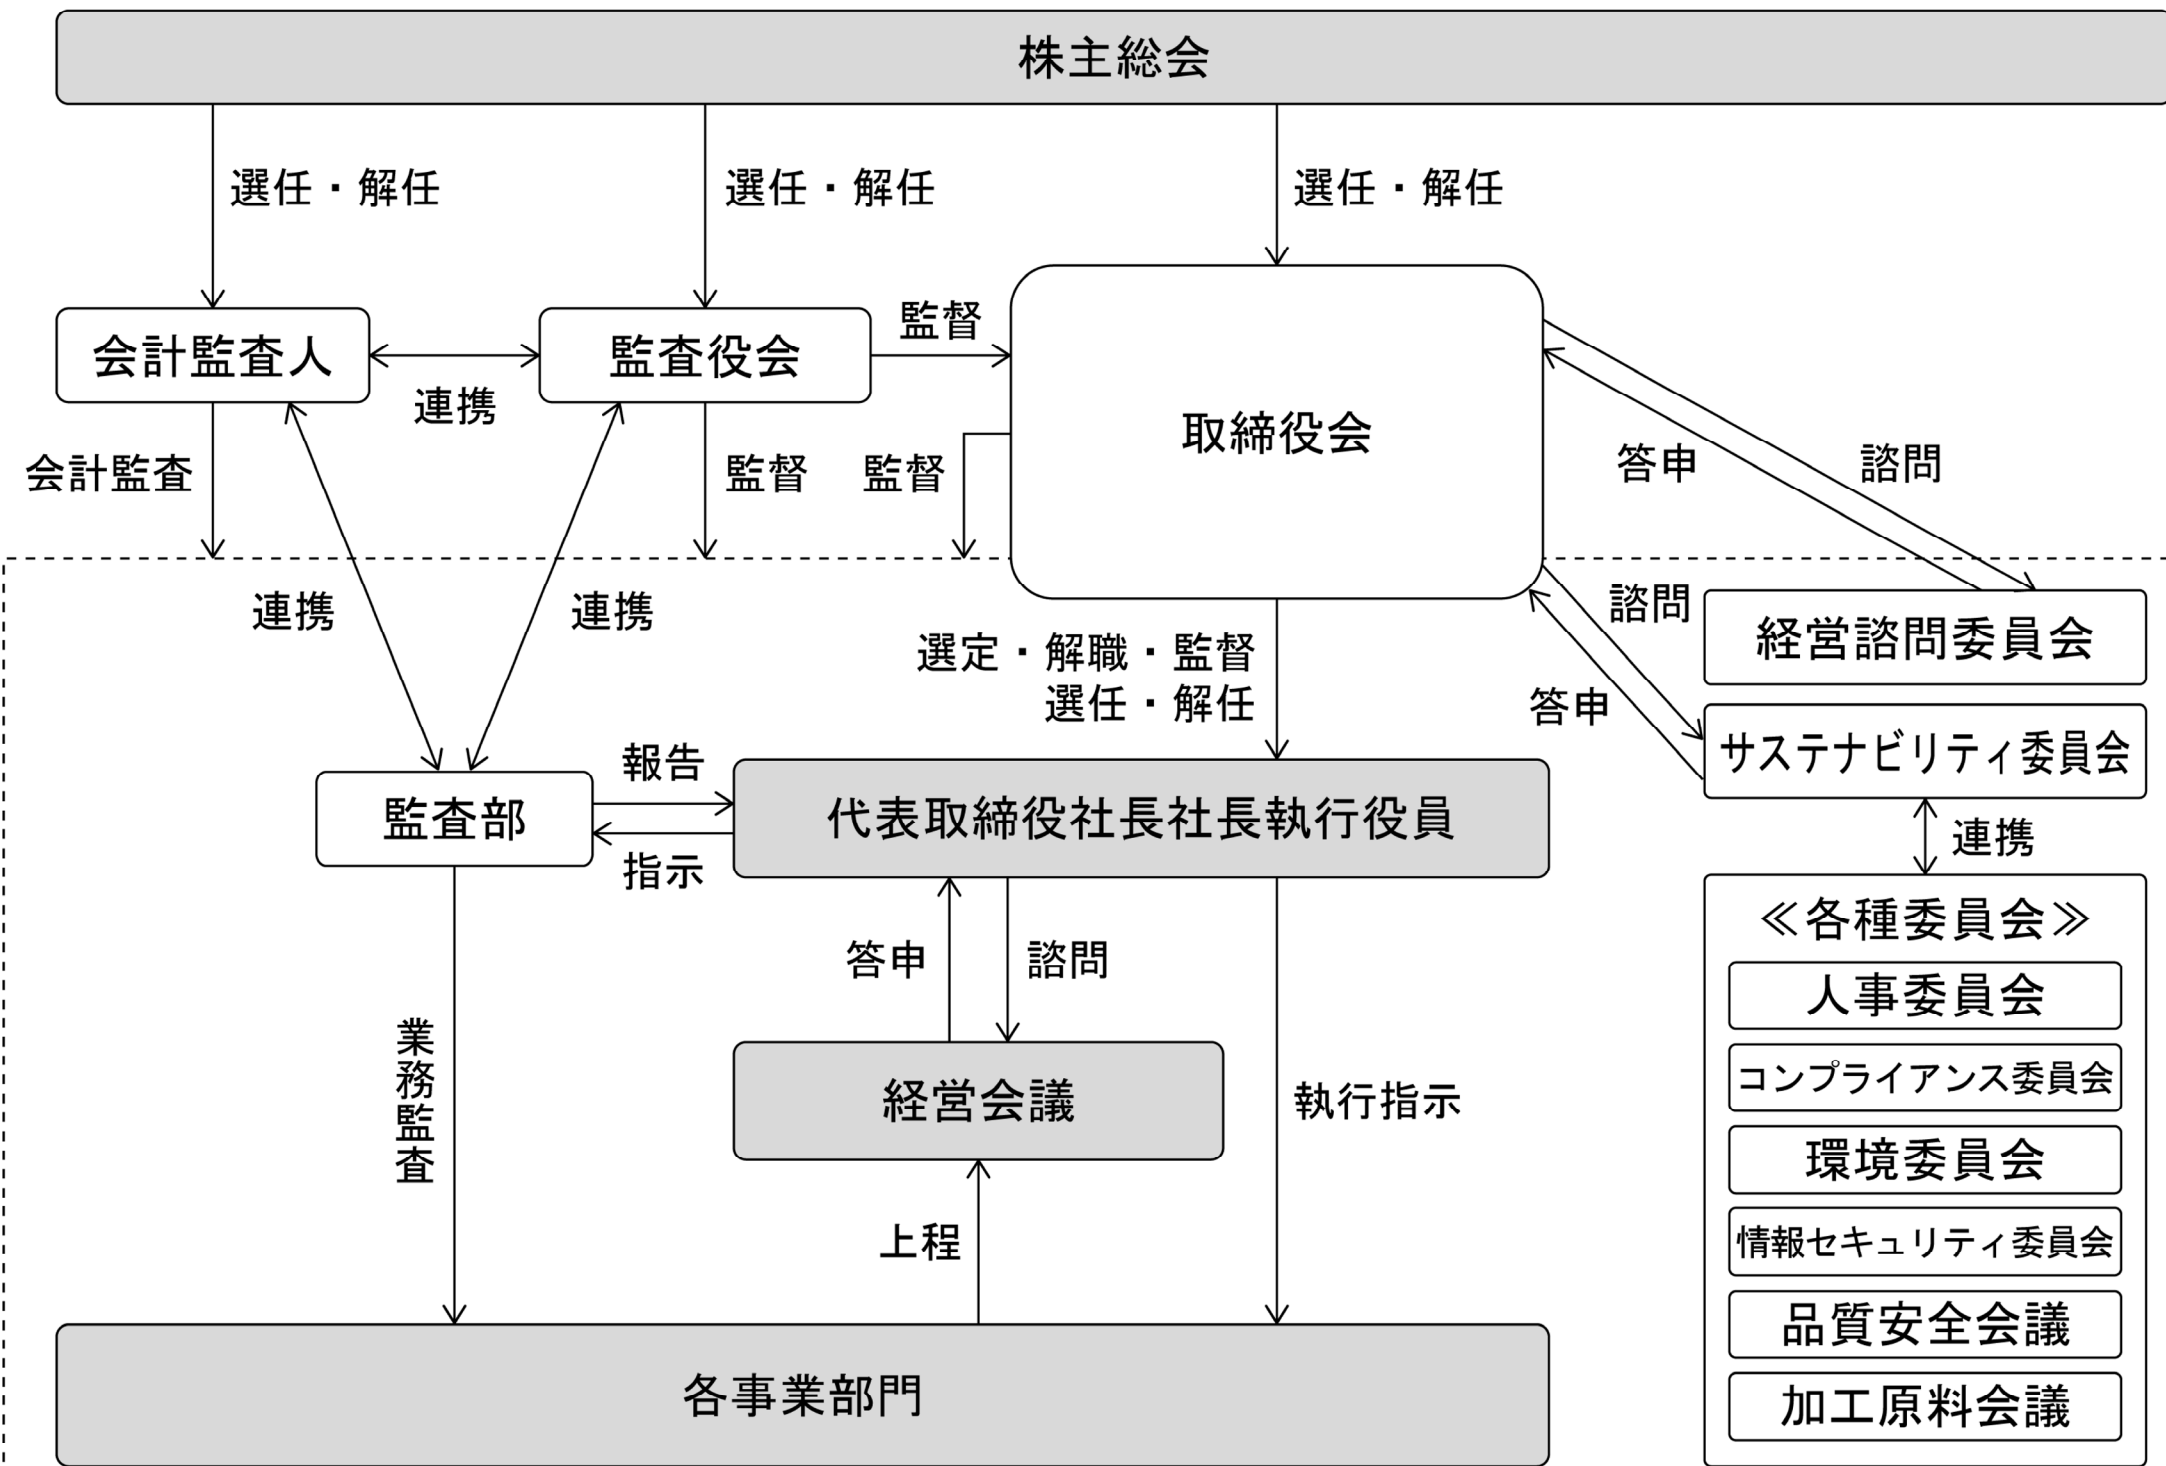 株主総会
選任・解任
選任・解任
選任・解任
会計監査人
連携
監査役会
監督
取締役会
会計監査
監督
監督
答申
諮問
連携
連携
選定・解職・監督
選任・解任
諮問
答申
経営諮問委員会
サステナビリティ委員会
連携
監査部
報告
指示
代表取締役社長社長執行役員
答申
諮問
業務監査
経営会議
執行指示
上程
各事業部門
≪各種委員会≫
人事委員会
コンプライアンス委員会
環境委員会
情報セキュリティ委員会
品質安全会議
加工原料会議